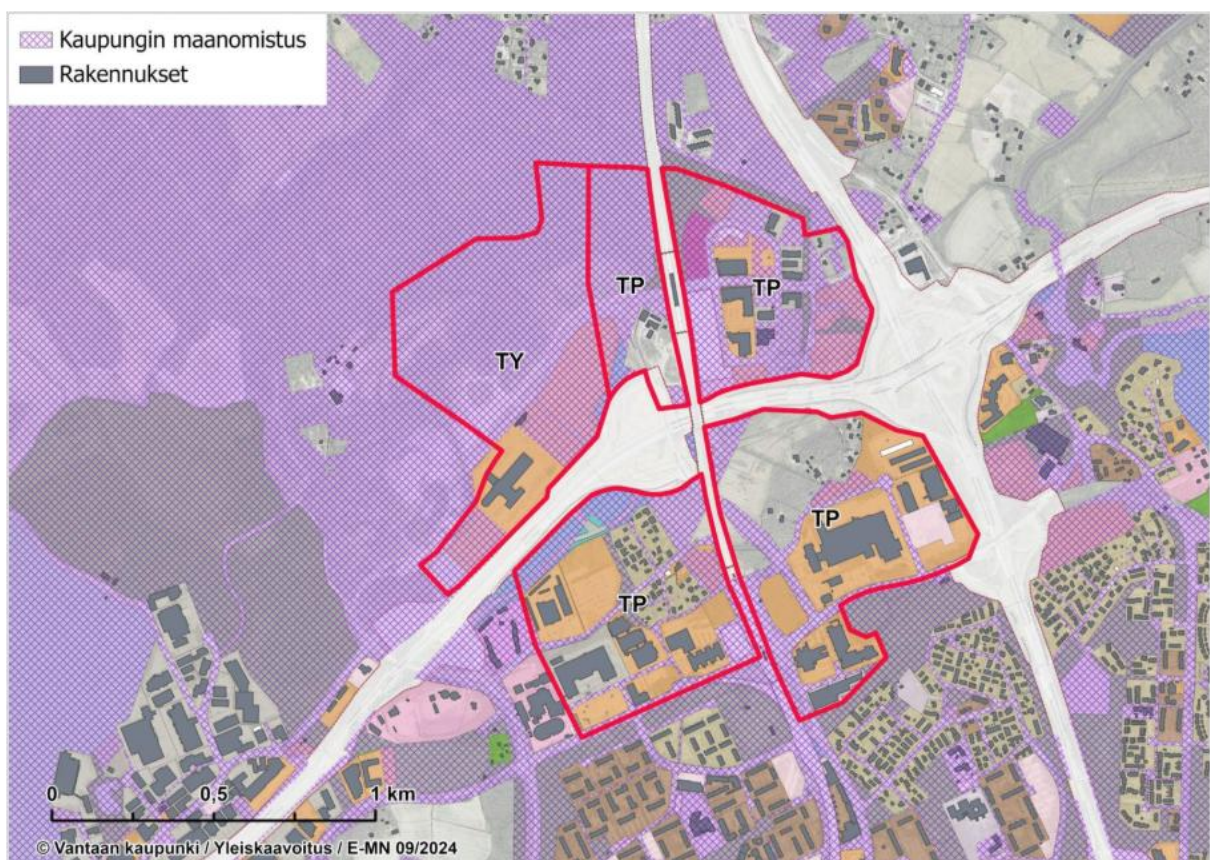 Kaupungin maanomistus
Rakennukset
TP
TP
TY
TP
TP
0 0,5 1 km
© Vantaan kaupunki / Yleiskaavoitus / E-MN 09/2024